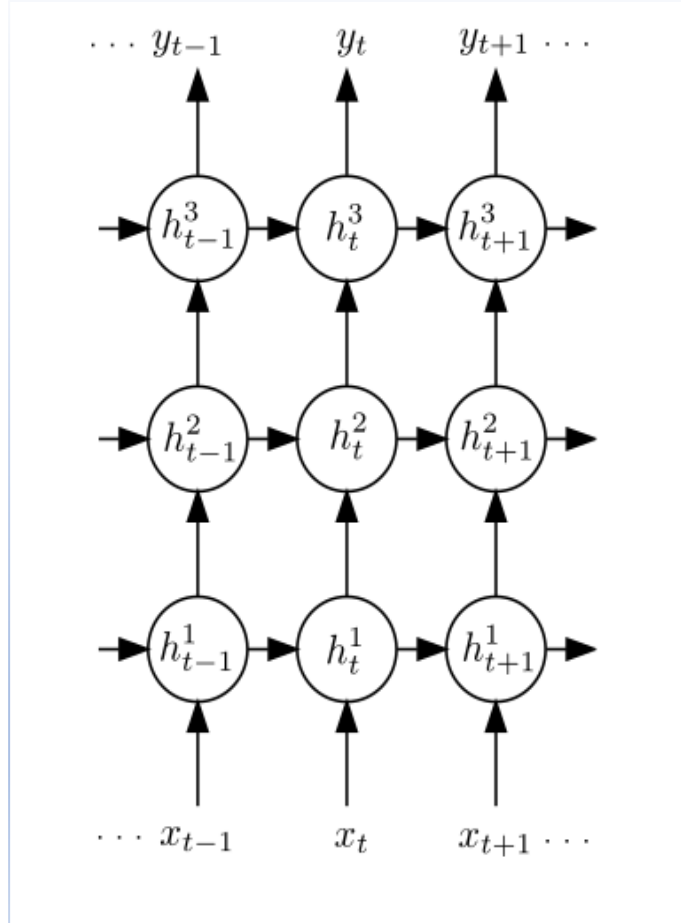 ··· y_{t−1} y_t y_{t+1} ···
h^3_{t−1} h^3_t h^3_{t+1}
h^2_{t−1} h^2_t h^2_{t+1}
h^1_{t−1} h^1_t h^1_{t+1}
··· x_{t−1} x_t x_{t+1} ···